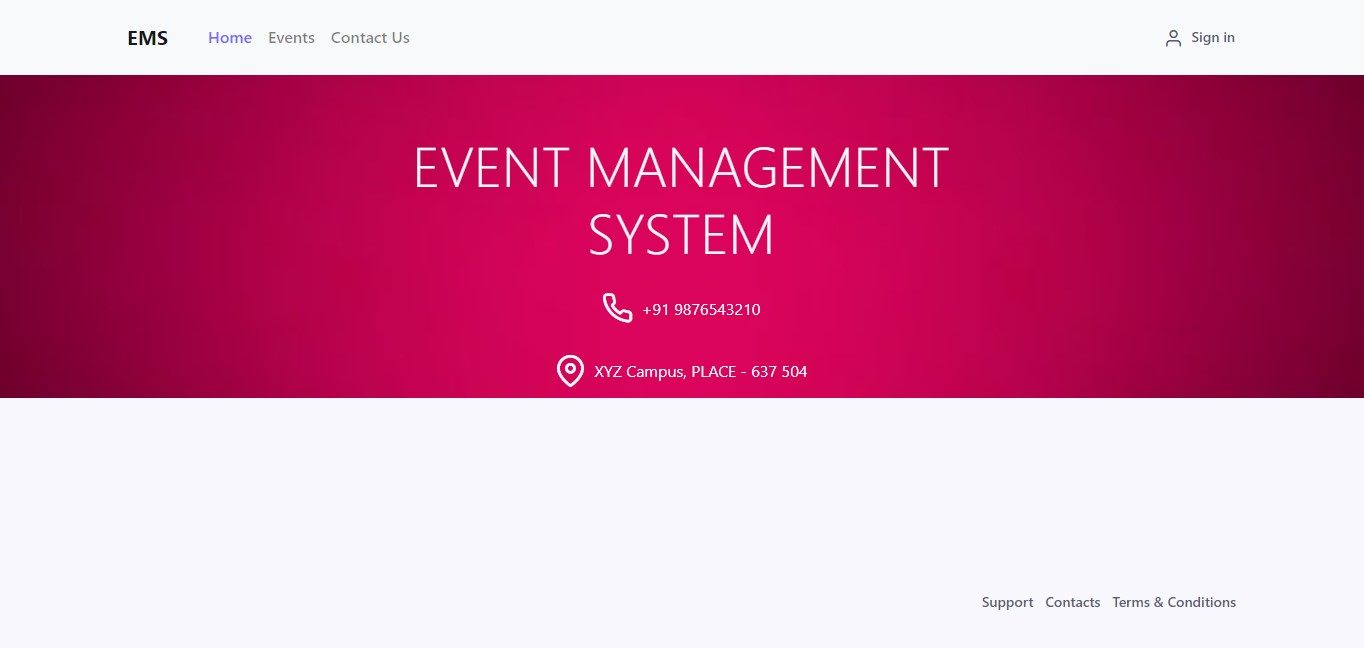 EMS Home Events Contact Us Sign in
EVENT MANAGEMENT
SYSTEM
+91 9876543210
XYZ Campus, PLACE - 637 504
Support Contacts Terms & Conditions